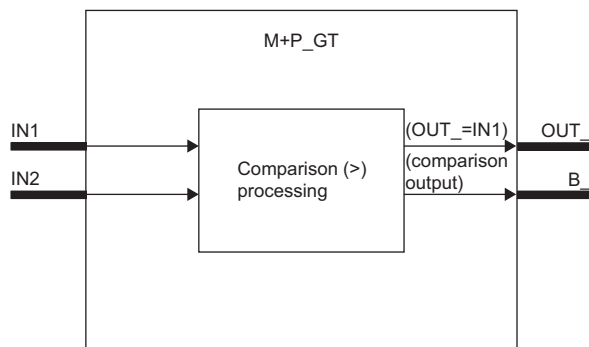 M+P_GT
IN1
(OUT_=IN1)
OUT_
IN2
Comparison (>)
processing
(comparison
output)
B_